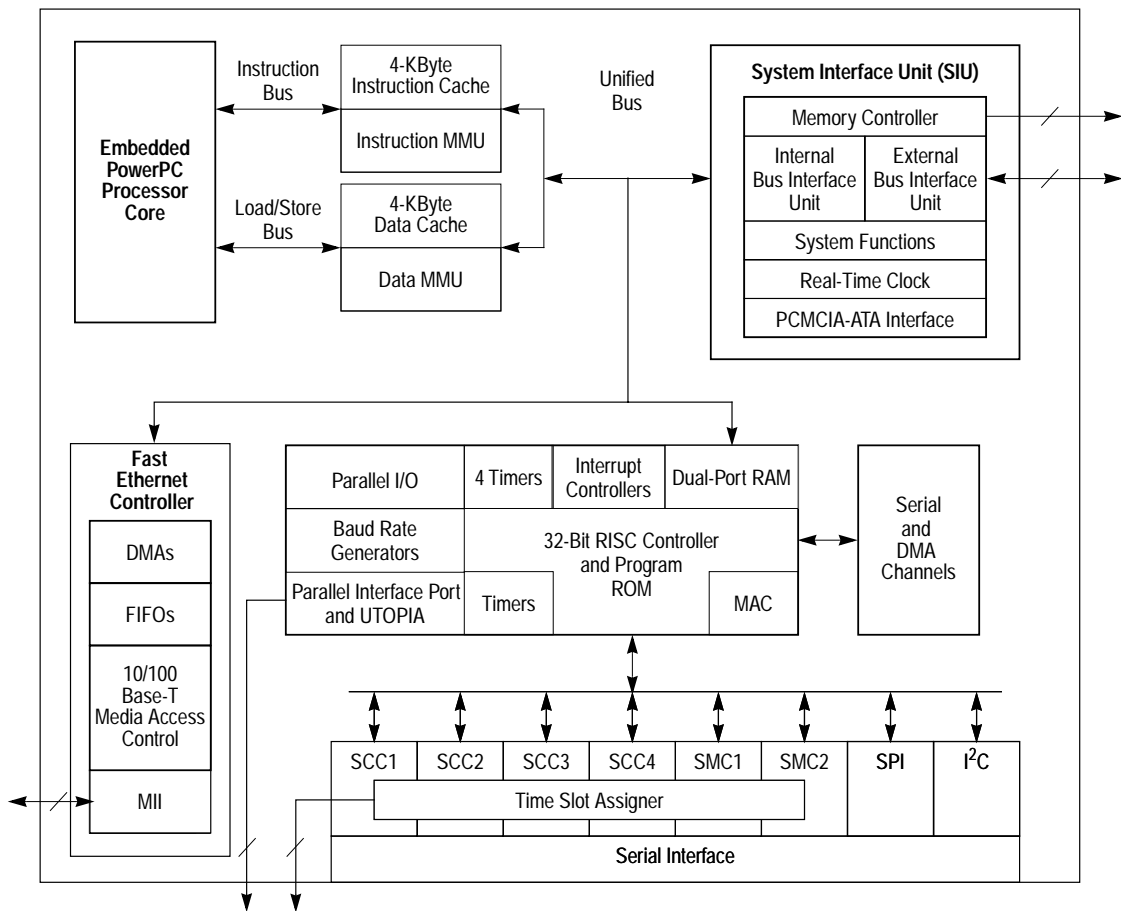 Embedded
PowerPC
Processor
Core
Instruction
Bus
Load/Store
Bus
4-KByte
Instruction Cache
Instruction MMU
4-KByte
Data Cache
Data MMU
Unified
Bus
System Interface Unit (SIU)
Memory Controller
Internal
Bus Interface
Unit
External
Bus Interface
Unit
System Functions
Real-Time Clock
PCMCIA-ATA Interface
Fast
Ethernet
Controller
DMAs
FIFOs
10/100
Base-T
Media Access
Control
MII
Parallel I/O
4 Timers
Interrupt
Controllers
Dual-Port RAM
Baud Rate
Generators
32-Bit RISC Controller
and Program
ROM
Parallel Interface Port
and UTOPIA
Timers
MAC
Serial
and
DMA
Channels
SCC1
SCC2
SCC3
SCC4
SMC1
SMC2
SPI
I²C
Time Slot Assigner
Serial Interface